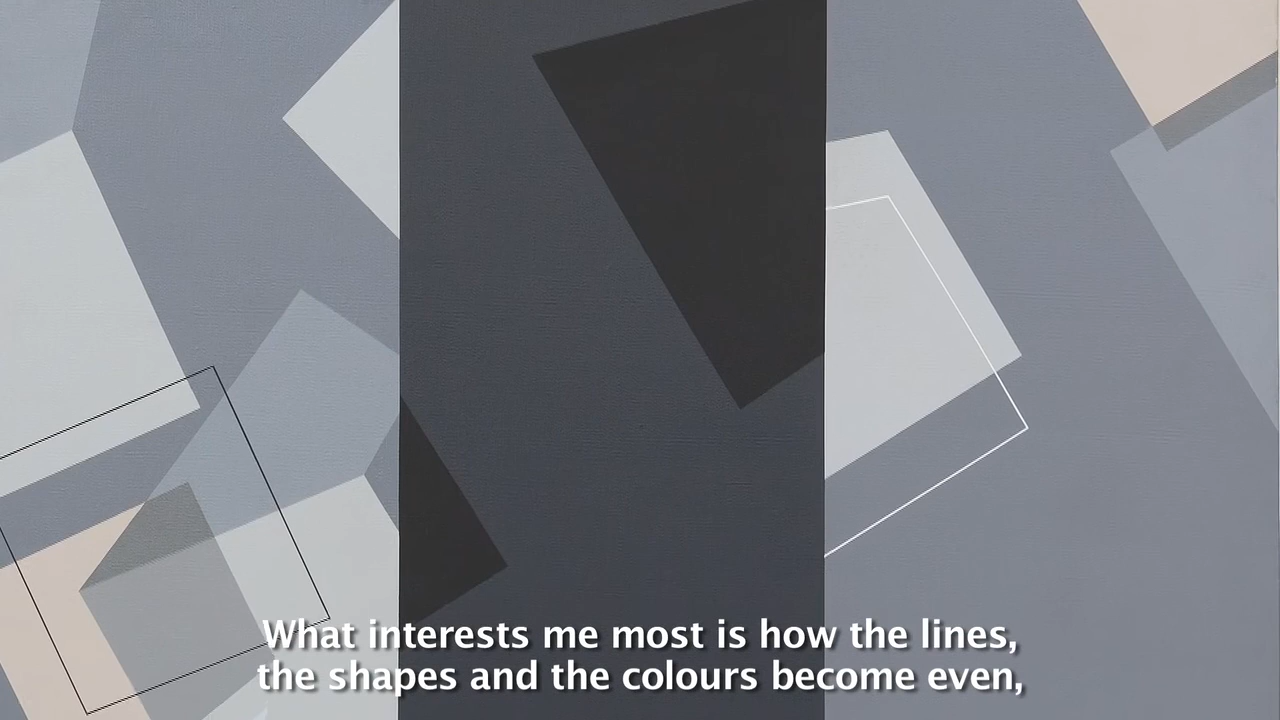 What interests me most is how the lines,
the shapes and the colours become even,